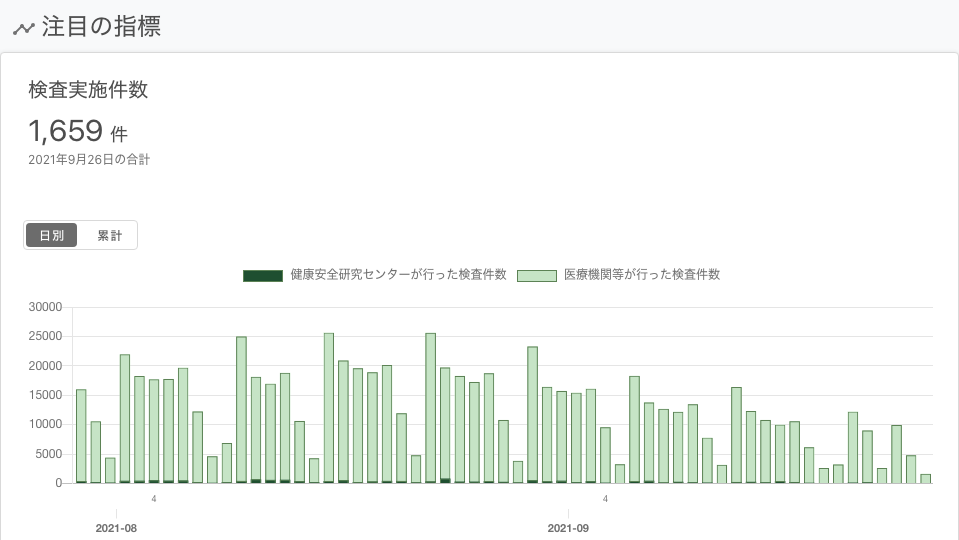 注目の指標
検査実施件数
1,659 件
2021年9月26日の合計
日別 累計
健康安全研究センターが行った検査件数 医療機関等が行った検査件数
30000
25000
20000
15000
10000
5000
0
4 4
2021-08 2021-09